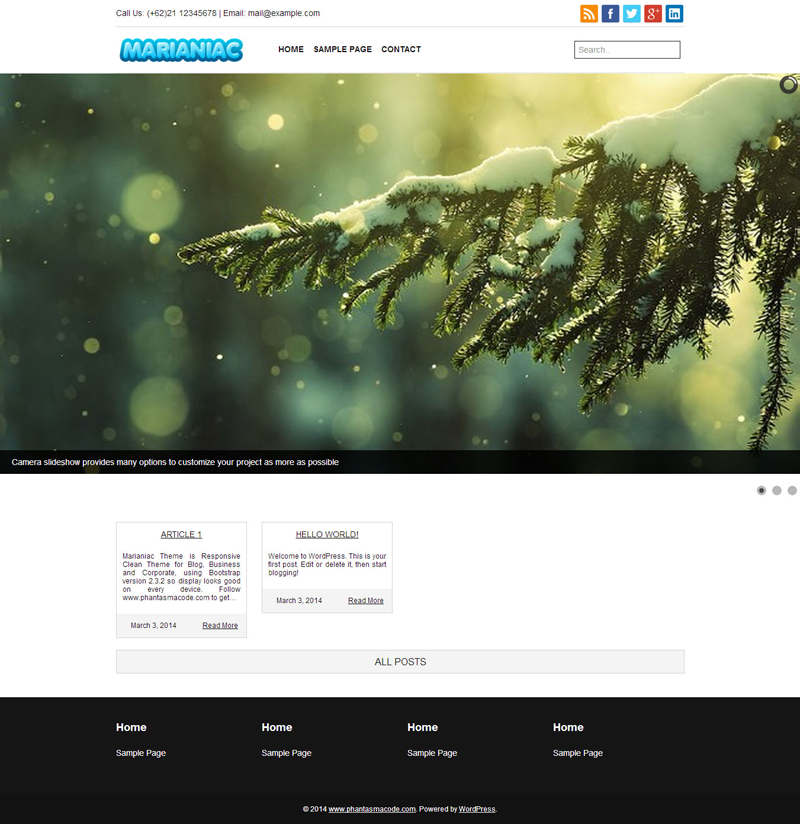 Call Us: (+62)21 12345678 | Email: mail@example.com
MARIANIAC
HOME SAMPLE PAGE CONTACT
Search..
Camera slideshow provides many options to customize your project as more as possible
ARTICLE 1
Marianiac Theme is Responsive
Clean Theme for Blog, Business
and Corporate, using Bootstrap
version 2.3.2 so display looks good
on every device. Follow
www.phantasmacode.com to get...
March 3, 2014 Read More
HELLO WORLD!
Welcome to WordPress. This is your
first post. Edit or delete it, then start
blogging!
March 3, 2014 Read More
ALL POSTS
Home Home Home Home
Sample Page Sample Page Sample Page Sample Page
© 2014 www.phantasmacode.com. Powered by WordPress.